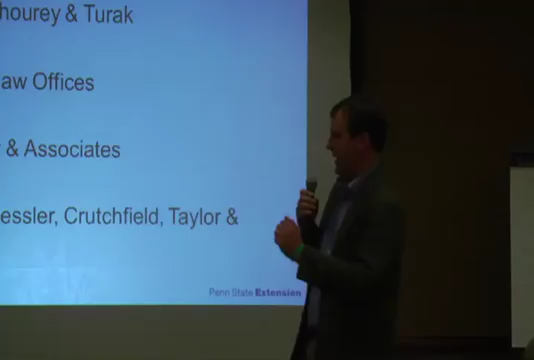 hourey & Turak
aw Offices
& Associates
essler, Crutchfield, Taylor &
Penn State Extension